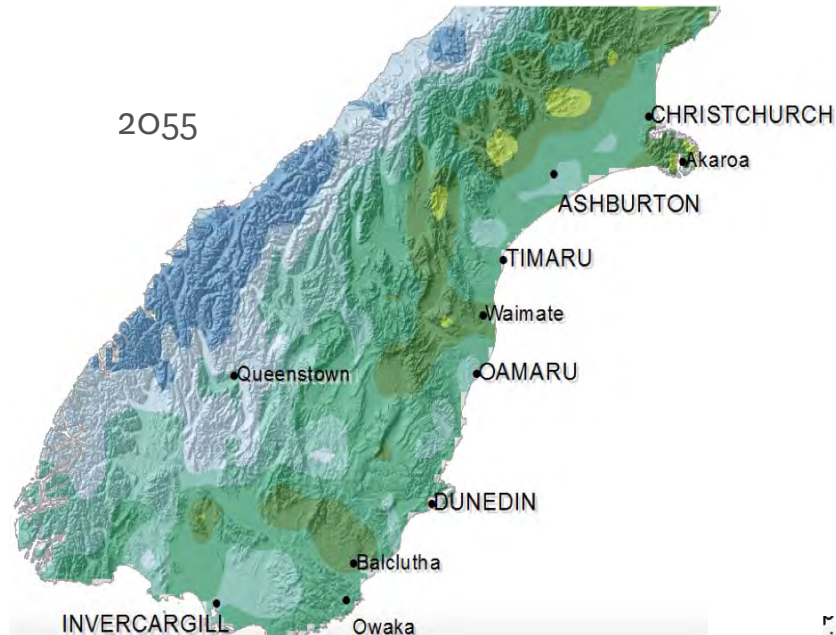 2055
CHRISTCHURCH
Akaroa
ASHBURTON
TIMARU
Waimate
OAMARU
Queenstown
DUNEDIN
Balclutha
INVERCARGILL
Owaka